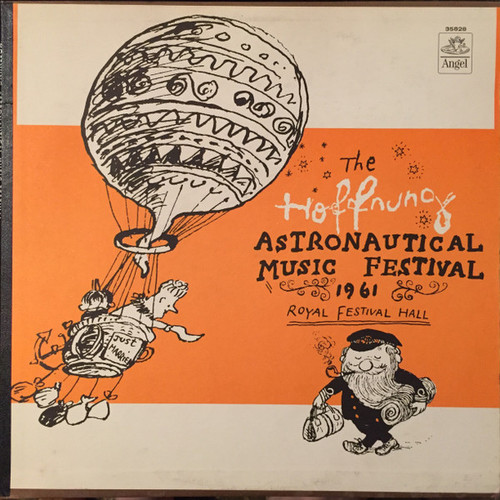 35828
Angel
The
Hoffnung
ASTRONAUTICAL
MUSIC FESTIVAL
1961
ROYAL FESTIVAL HALL
JUST
MARRIED